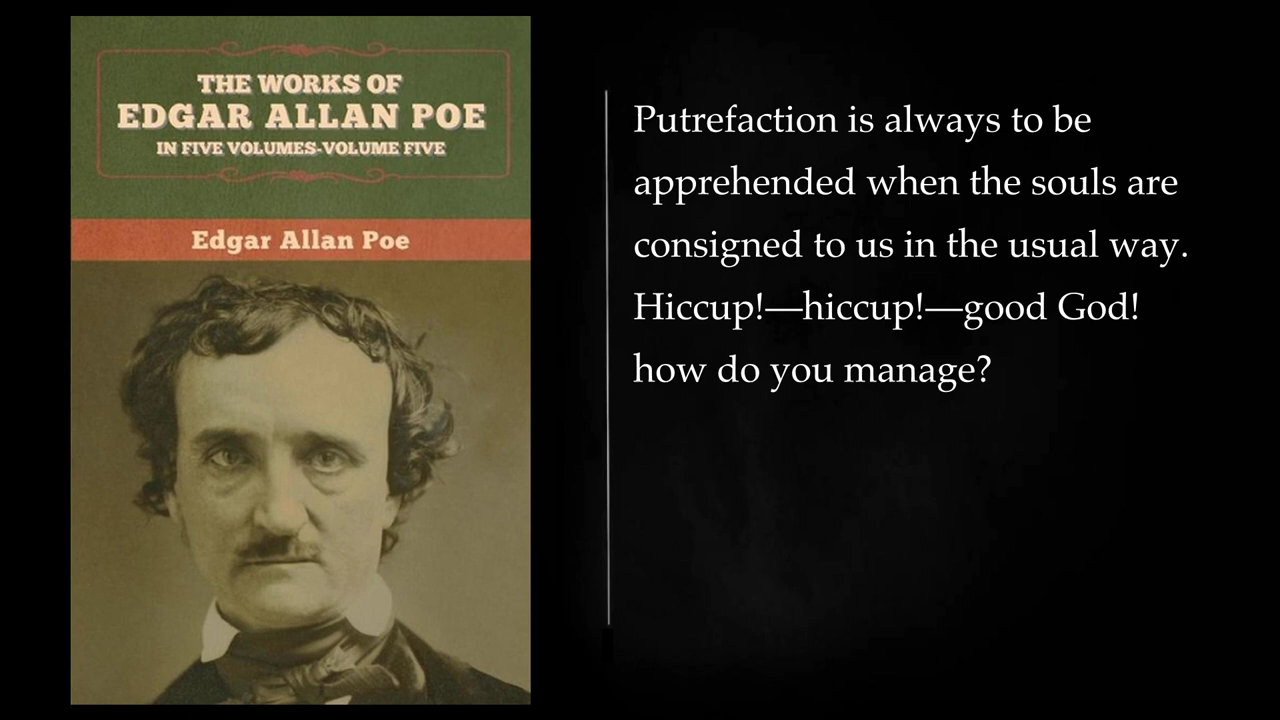 THE WORKS OF
EDGAR ALLAN POE
IN FIVE VOLUMES-VOLUME FIVE
Edgar Allan Poe
Putrefaction is always to be
apprehended when the souls are
consigned to us in the usual way.
Hiccup!—hiccup!—good God!
how do you manage?